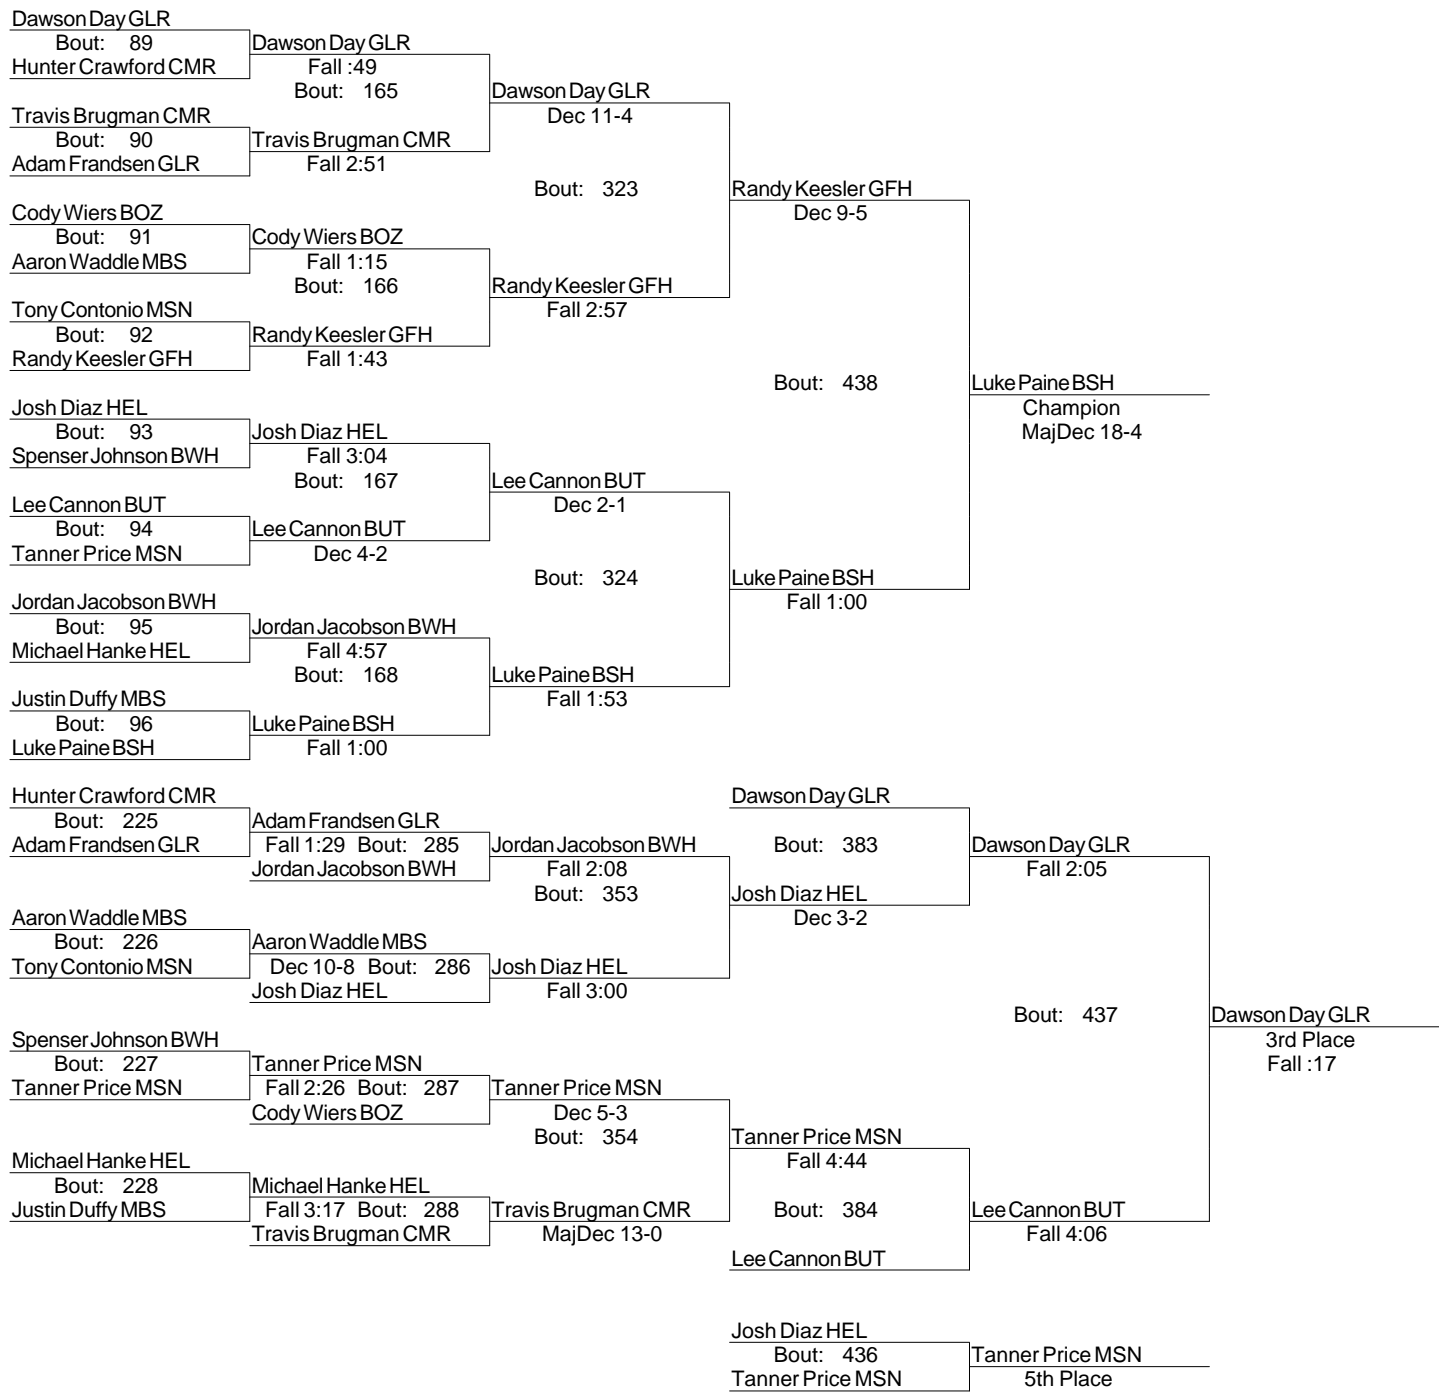 Dawson Day GLR
Bout: 89
Hunter Crawford CMR
Dawson Day GLR
Fall :49
Bout: 165
Travis Brugman CMR
Bout: 90
Adam Frandsen GLR
Travis Brugman CMR
Fall 2:51
Dawson Day GLR
Dec 11-4
Bout: 323
Cody Wiers BOZ
Bout: 91
Aaron Waddle MBS
Cody Wiers BOZ
Fall 1:15
Bout: 166
Tony Contonio MSN
Bout: 92
Randy Keesler GFH
Randy Keesler GFH
Fall 1:43
Randy Keesler GFH
Fall 2:57
Randy Keesler GFH
Dec 9-5
Bout: 438
Josh Diaz HEL
Bout: 93
Spenser Johnson BWH
Josh Diaz HEL
Fall 3:04
Bout: 167
Lee Cannon BUT
Bout: 94
Tanner Price MSN
Lee Cannon BUT
Dec 4-2
Lee Cannon BUT
Dec 2-1
Bout: 324
Jordan Jacobson BWH
Bout: 95
Michael Hanke HEL
Jordan Jacobson BWH
Fall 4:57
Bout: 168
Justin Duffy MBS
Bout: 96
Luke Paine BSH
Luke Paine BSH
Fall 1:00
Luke Paine BSH
Fall 1:53
Luke Paine BSH
Fall 1:00
Luke Paine BSH
Champion
MajDec 18-4
Hunter Crawford CMR
Bout: 225
Adam Frandsen GLR
Adam Frandsen GLR
Fall 1:29 Bout: 285
Jordan Jacobson BWH
Jordan Jacobson BWH
Fall 2:08
Bout: 353
Aaron Waddle MBS
Bout: 226
Tony Contonio MSN
Aaron Waddle MBS
Dec 10-8 Bout: 286
Josh Diaz HEL
Josh Diaz HEL
Fall 3:00
Dawson Day GLR
Bout: 383
Josh Diaz HEL
Dec 3-2
Dawson Day GLR
Fall 2:05
Bout: 437
Spenser Johnson BWH
Bout: 227
Tanner Price MSN
Tanner Price MSN
Fall 2:26 Bout: 287
Cody Wiers BOZ
Tanner Price MSN
Dec 5-3
Bout: 354
Michael Hanke HEL
Bout: 228
Justin Duffy MBS
Michael Hanke HEL
Fall 3:17 Bout: 288
Travis Brugman CMR
Travis Brugman CMR
MajDec 13-0
Tanner Price MSN
Fall 4:44
Bout: 384
Lee Cannon BUT
Lee Cannon BUT
Fall 4:06
Dawson Day GLR
3rd Place
Fall :17
Josh Diaz HEL
Bout: 436
Tanner Price MSN
Tanner Price MSN
5th Place